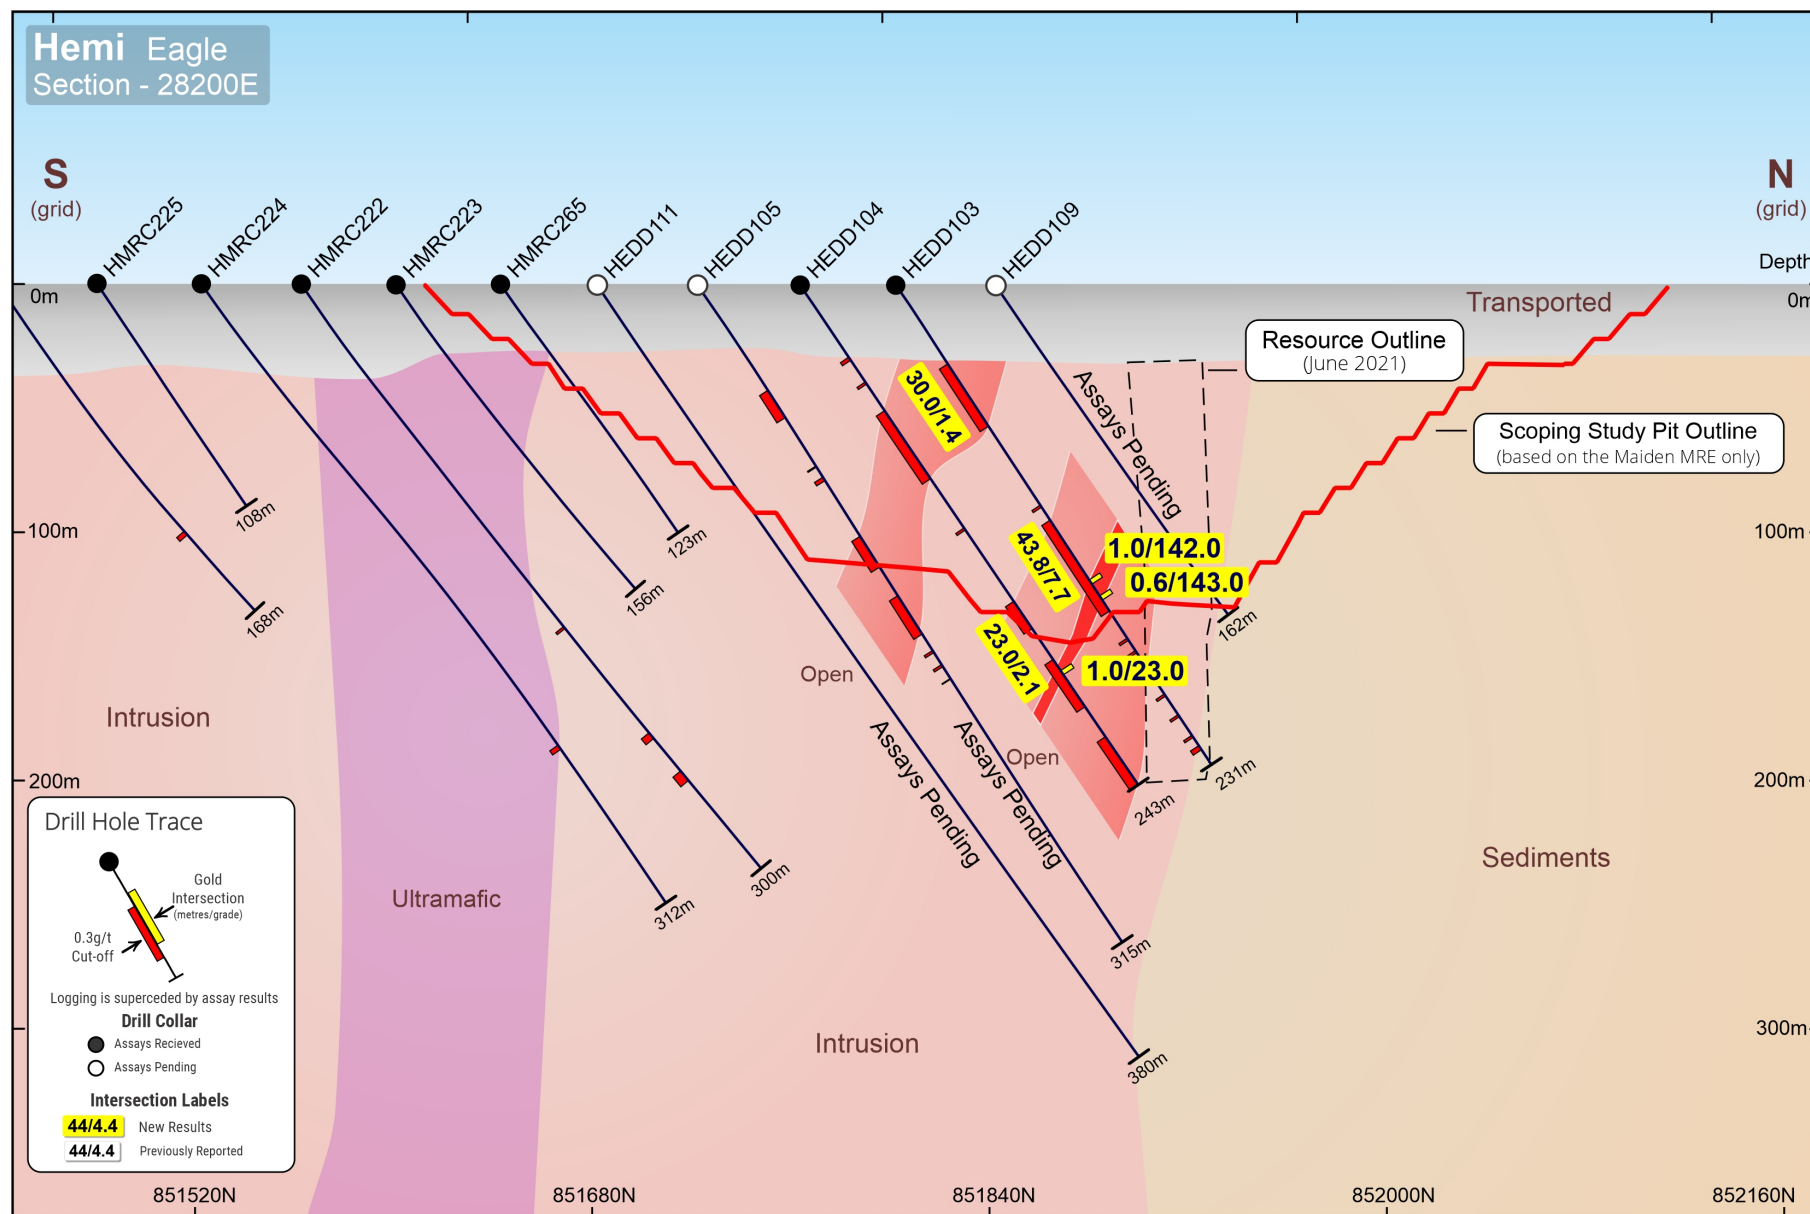 Hemi Eagle
Section - 28200E
S
(grid)
N
(grid)
HMRC225
HMRC224
HMRC222
HMRC223
HMRC265
HEDD111
HEDD105
HEDD104
HEDD103
HEDD109
Depth
0m
0m
Transported
Resource Outline
(June 2021)
Scoping Study Pit Outline
(based on the Maiden MRE only)
30.0/1.4
Assays Pending
100m
100m
108m
123m
43.8/7.7
1.0/142.0
0.6/143.0
156m
168m
162m
23.0/2.1
1.0/23.0
Open
Open
Intrusion
Assays Pending
Assays Pending
200m
200m
231m
243m
Sediments
Ultramafic
300m
312m
315m
300m
Intrusion
380m
Drill Hole Trace
Gold
Intersection
(metres/grade)
0.3g/t
Cut-off
Logging is superceded by assay results
Drill Collar
Assays Recieved
Assays Pending
Intersection Labels
44/4.4 New Results
44/4.4 Previously Reported
851520N
851680N
851840N
852000N
852160N